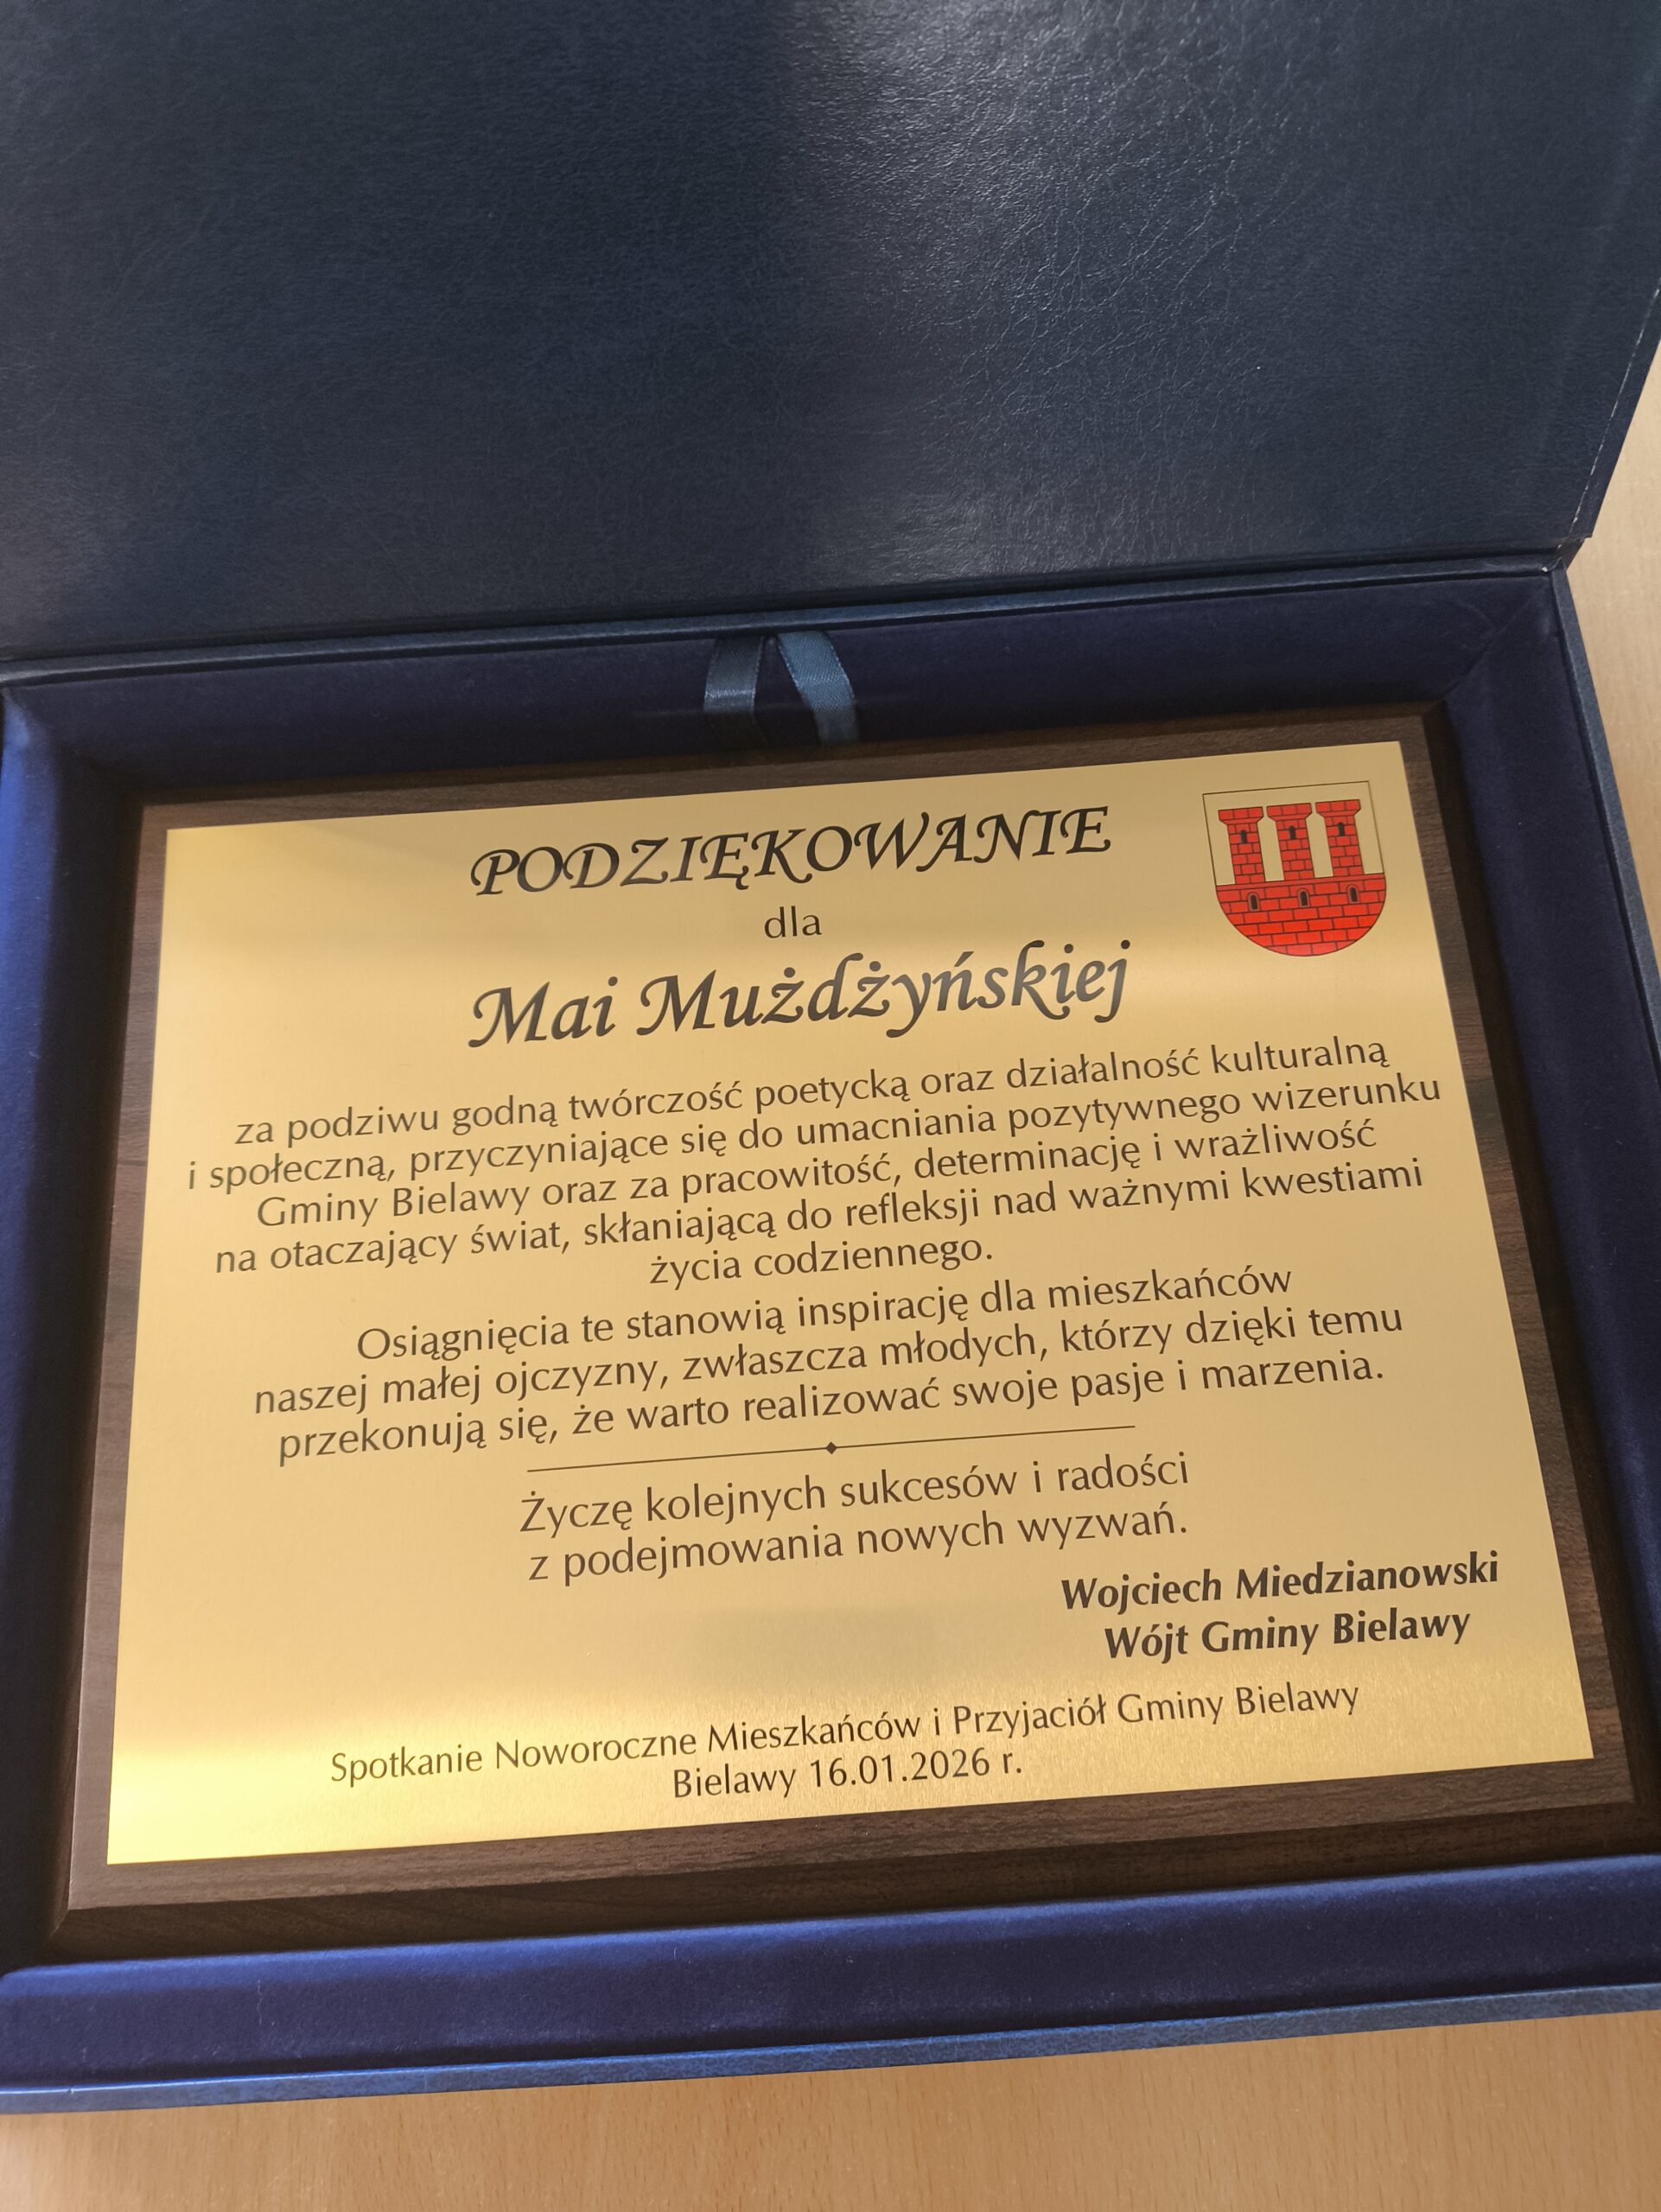 PODZIĘKOWANIE
dla
Mai Mużdżyńskiej
za podziwu godną twórczość poetycką oraz działalność kulturalną
i społeczną, przyczyniające się do umacniania pozytywnego wizerunku
Gminy Bielawy oraz za pracowitość, determinację i wrażliwość
na otaczający świat, skłaniającą do refleksji nad ważnymi kwestiami
życia codziennego.
Osiągnięcia te stanowią inspirację dla mieszkańców
naszej małej ojczyzny, zwłaszcza młodych, którzy dzięki temu
przekonują się, że warto realizować swoje pasje i marzenia.
Życzę kolejnych sukcesów i radości
z podejmowania nowych wyzwań.
Wojciech Miedzianowski
Wójt Gminy Bielawy
Spotkanie Noworoczne Mieszkańców i Przyjaciół Gminy Bielawy
Bielawy 16.01.2026 r.